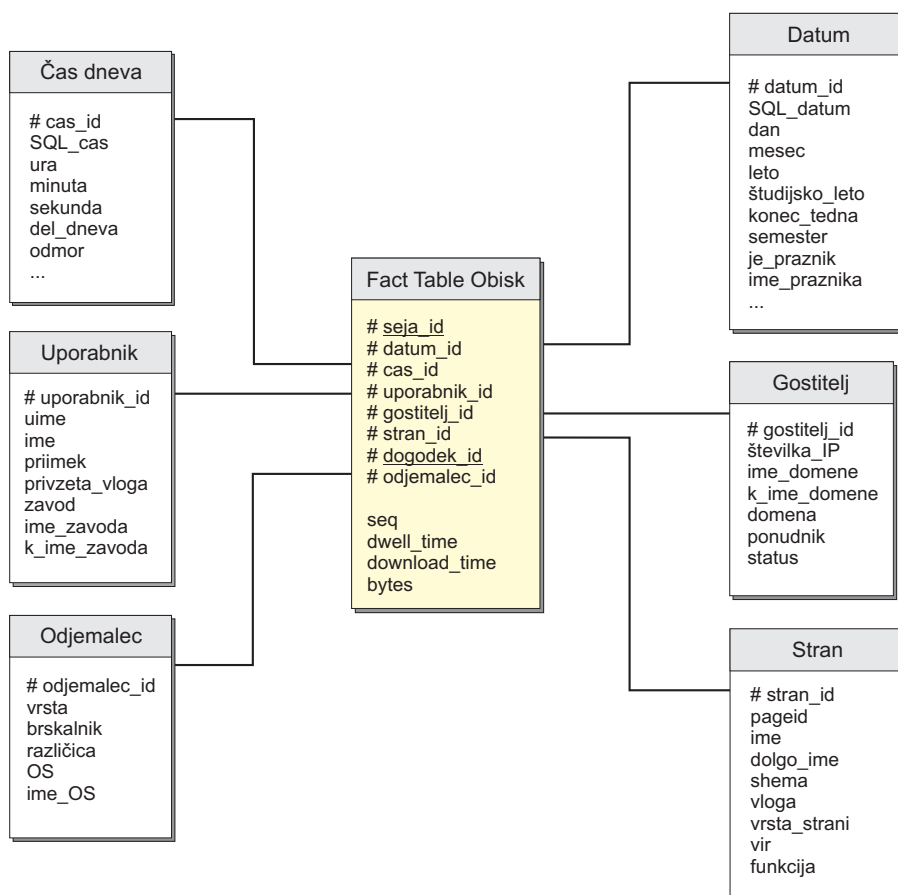 Čas dneva
# cas_id
SQL_cas
ura
minuta
sekunda
del_dneva
odmor
...
Uporabnik
# uporabnik_id
uime
ime
priimek
privzeta_vloga
zavod
ime_zavoda
k_ime_zavoda
Odjemalec
# odjemalec_id
vrsta
brskalnik
različica
OS
ime_OS
Fact Table Obisk
# seja_id
# datum_id
# cas_id
# uporabnik_id
# gostitelj_id
# stran_id
# dogodek_id
# odjemalec_id
seq
dwell_time
download_time
bytes
Datum
# datum_id
SQL_datum
dan
mesec
leto
študijsko_leto
konec_tedna
semester
je_praznik
ime_praznika
...
Gostitelj
# gostitelj_id
številka_IP
ime_domene
k_ime_domene
domena
ponudnik
status
Stran
# stran_id
pageid
ime
dolgo_ime
shema
vloga
vrsta_strani
vir
funkcija